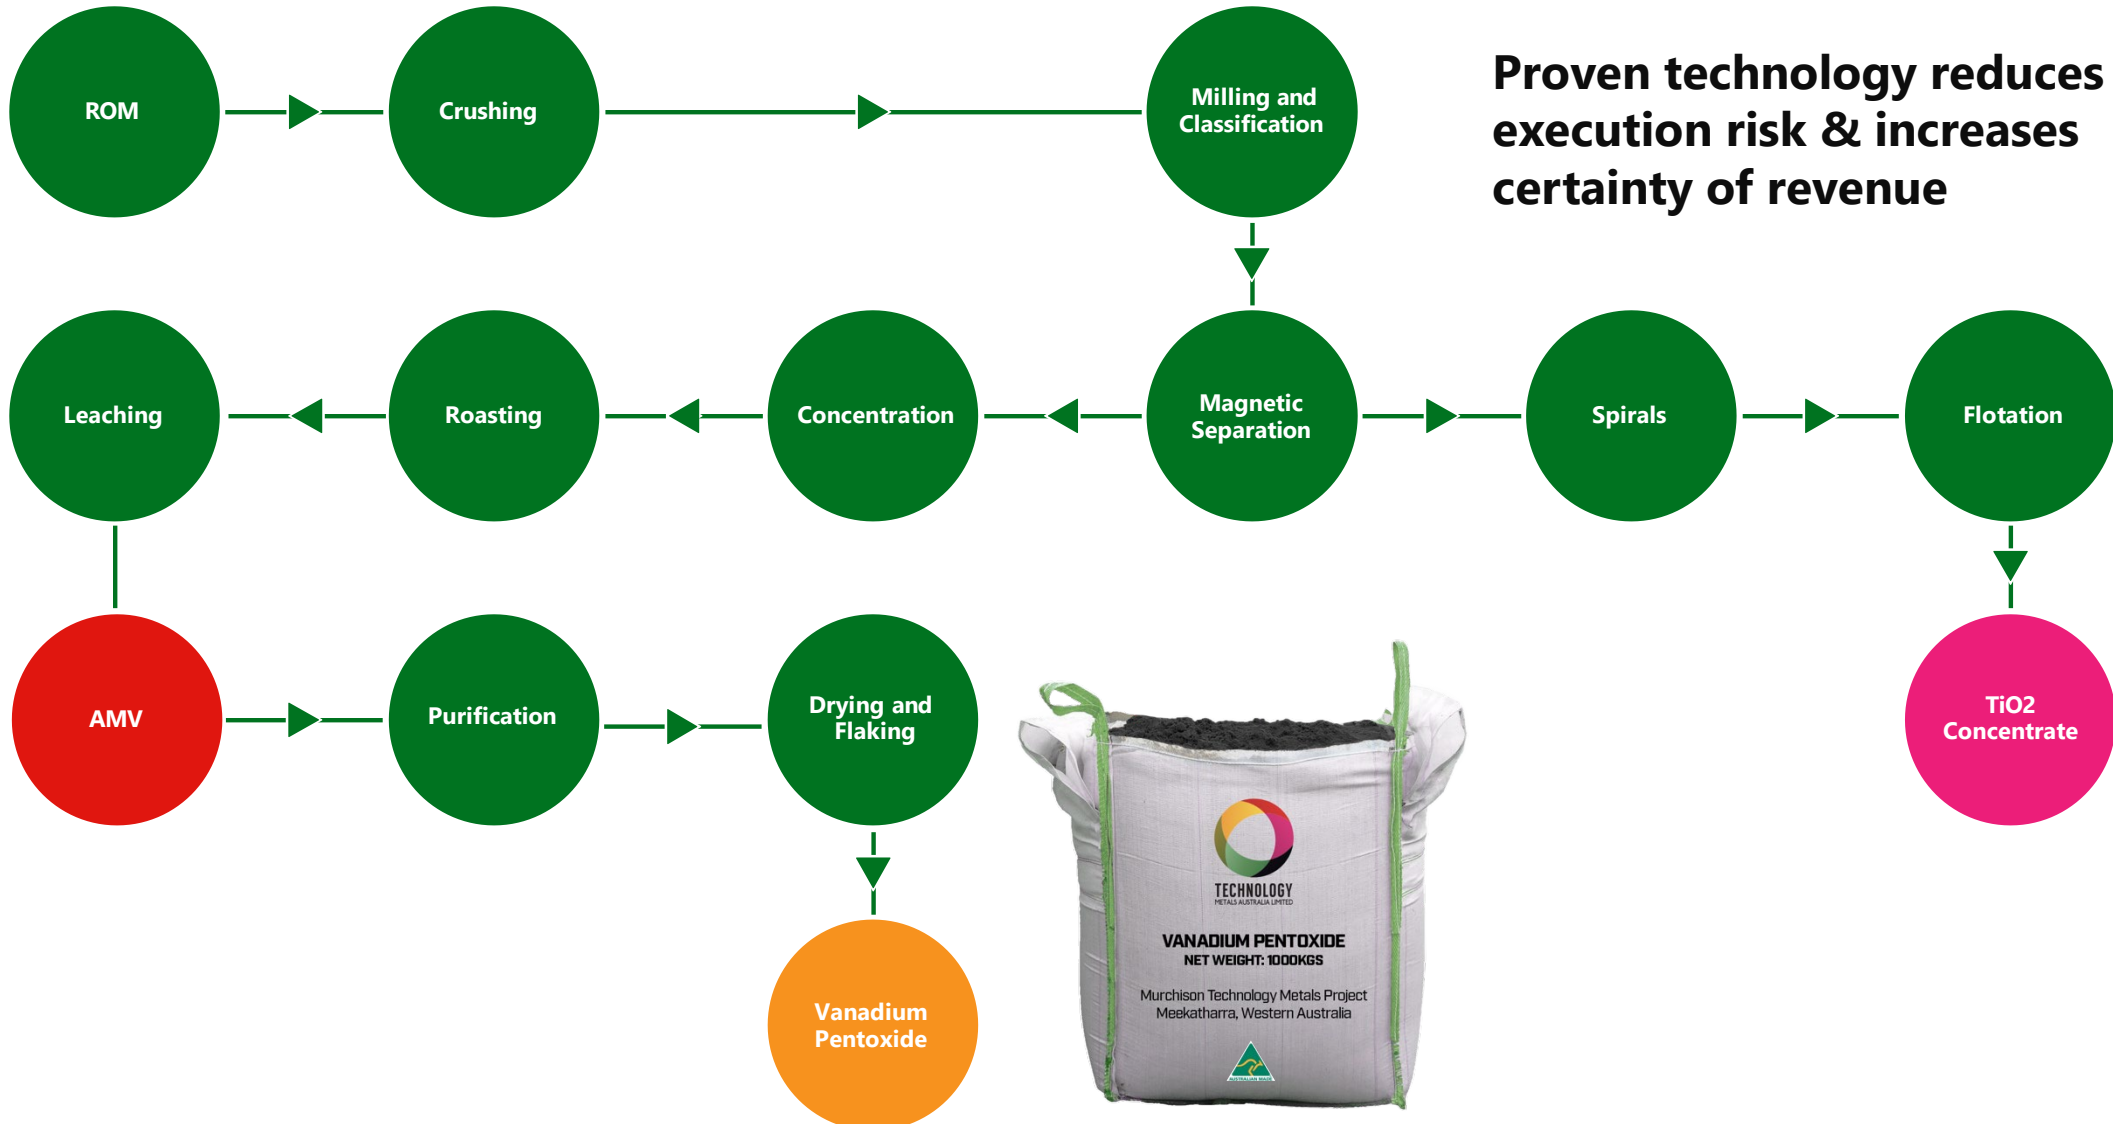 ROM
Crushing
Milling and
Classification
Proven technology reduces
execution risk & increases
certainty of revenue
Leaching
Roasting
Concentration
Magnetic
Separation
Spirals
Flotation
AMV
Purification
Drying and
Flaking
TiO2
Concentrate
Vanadium
Pentoxide
TECHNOLOGY
METALS AUSTRALIA LIMITED
VANADIUM PENTOXIDE
NET WEIGHT: 1000KGS
Murchison Technology Metals Project
Meekatharra, Western Australia
AUSTRALIAN MADE